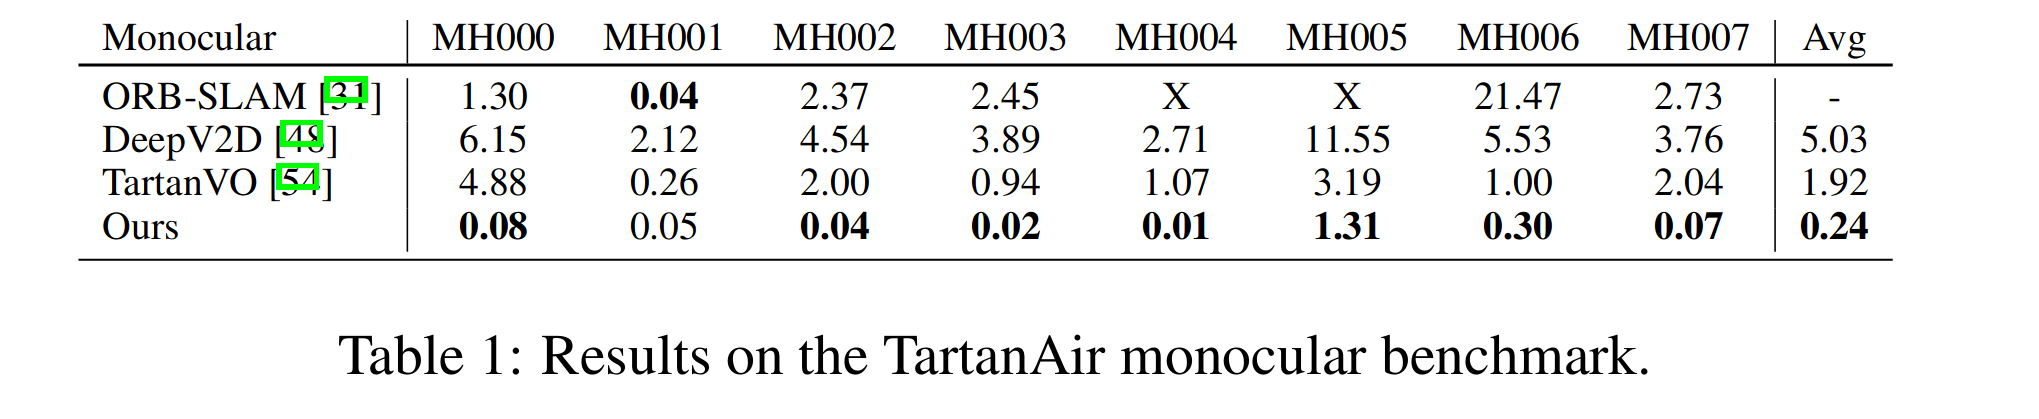 Monocular MH000 MH001 MH002 MH003 MH004 MH005 MH006 MH007 Avg
ORB-SLAM [31] 1.30 0.04 2.37 2.45 X X 21.47 2.73 -
DeepV2D [48] 6.15 2.12 4.54 3.89 2.71 11.55 5.53 3.76 5.03
TartanVO [54] 4.88 0.26 2.00 0.94 1.07 3.19 1.00 2.04 1.92
Ours 0.08 0.05 0.04 0.02 0.01 1.31 0.30 0.07 0.24
Table 1: Results on the TartanAir monocular benchmark.